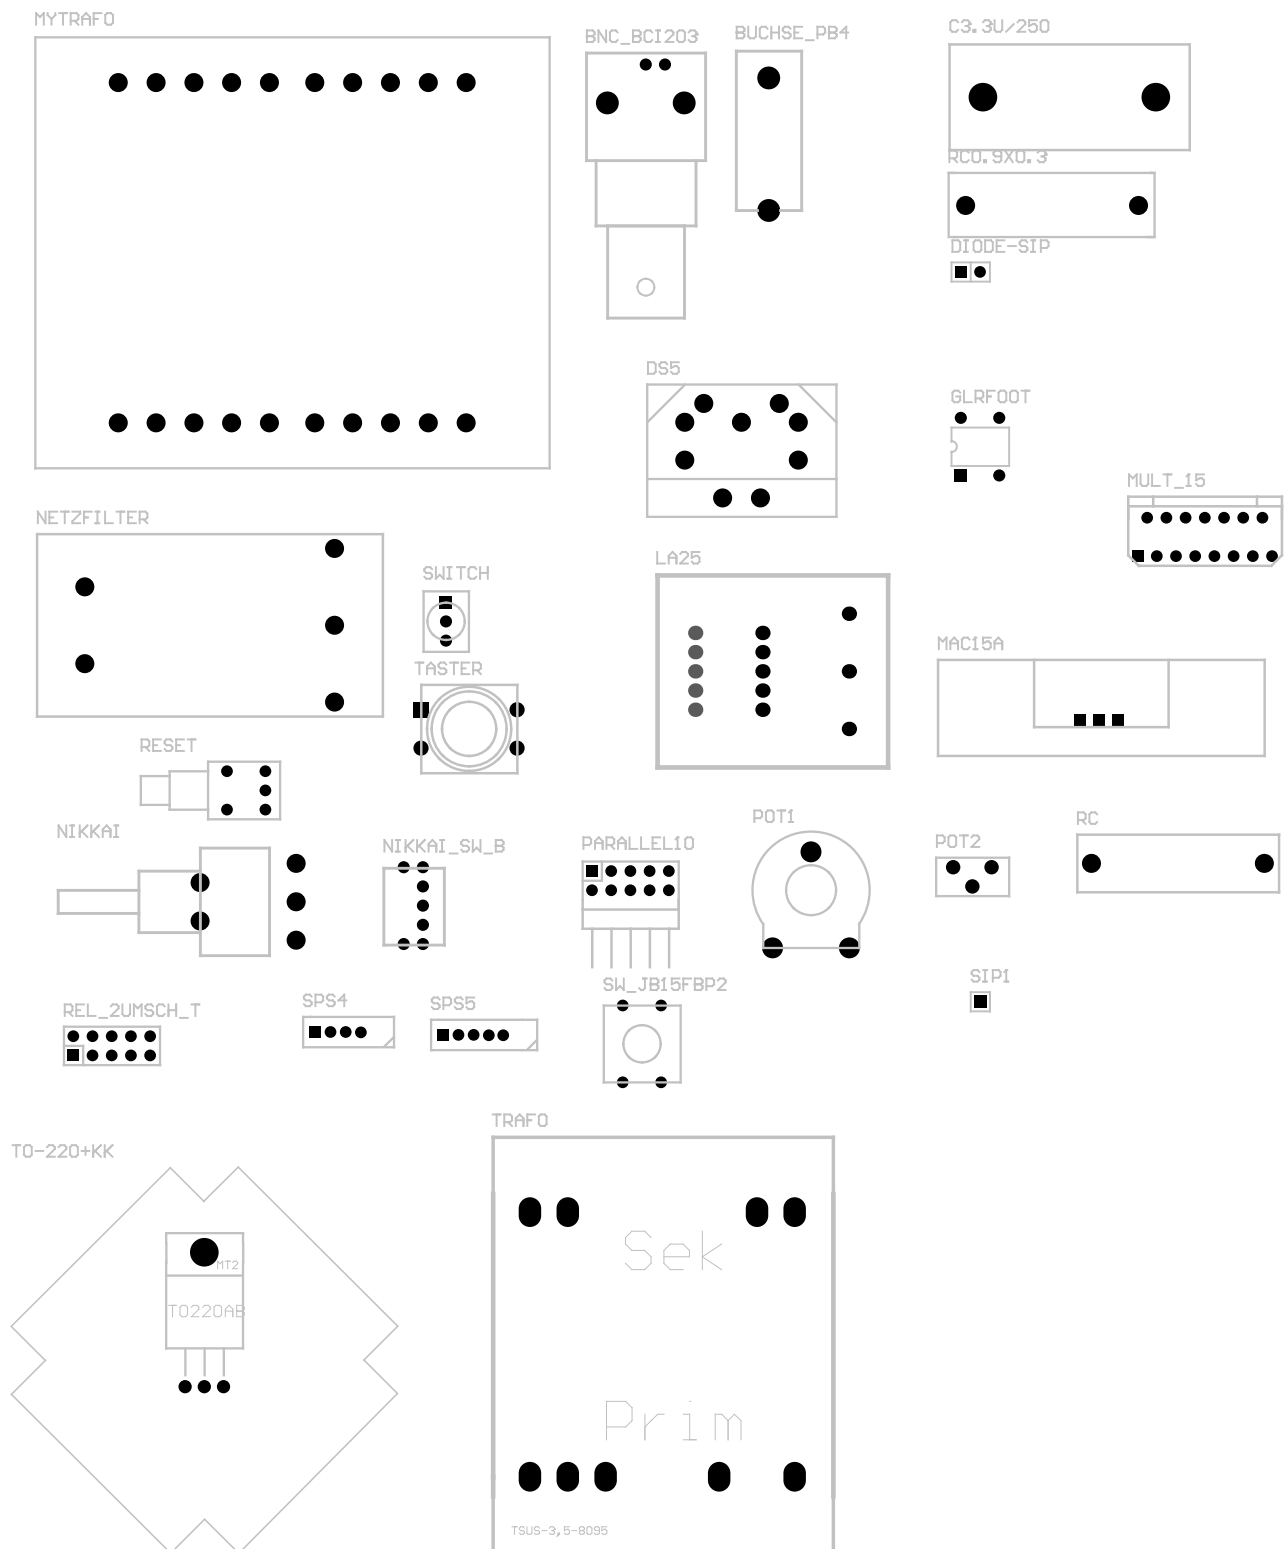 MYTRAFO
BNC_BCI203
BUCHSE_PB4
C3.3U/250
RC0.9X0.3
DIODE-SIP
DS5
GLRFOOT
MULT_15
NETZFILTER
SWITCH
LA25
TASTER
MAC15A
RESET
NIKKAI
NIKKAI_SW_B
PARALLEL10
POT1
POT2
RC
REL_2UMSCH_T
SPS4
SPS5
SW_JB15FBP2
SIP1
TO-220+KK
MT2
TO220AB
TRAFO
Sek
Prim
TSUS-3,5-8095